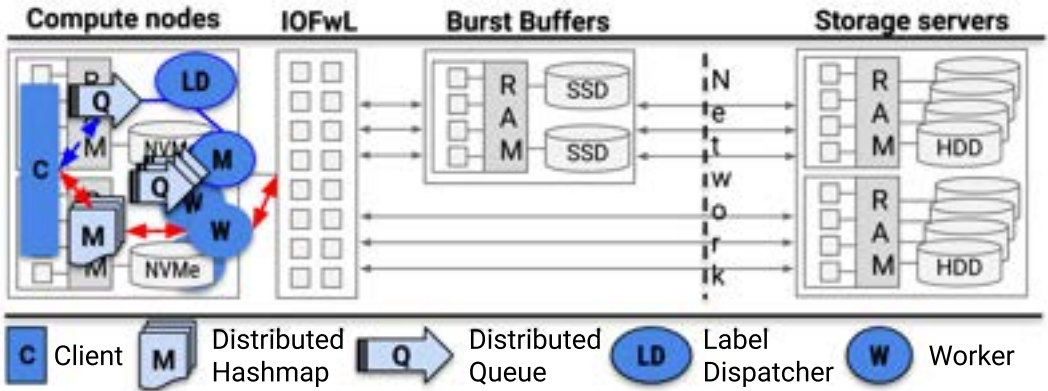 Compute nodes IOFwL Burst Buffers Storage servers
C
R
Q
LD
M
NVMe
M
Q
W
M
W
M
NVMe
R
A
M
SSD
SSD
N
e
t
w
o
r
k
R
A
M
HDD
R
A
M
HDD
C Client M Distributed Hashmap Q Distributed Queue LD Label Dispatcher W Worker